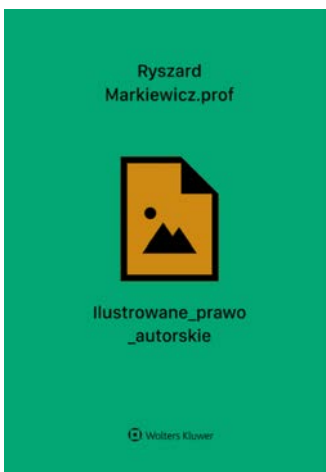 Ryszard
Markiewicz.prof
Ilustrowane_prawo
_autorskie
Wolters Kluwer